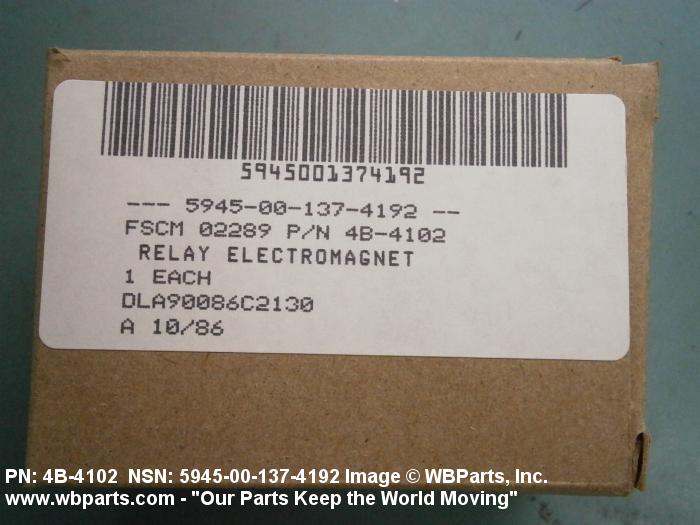 5945001374192
--- 5945-00-137-4192 --
FSCM 02289 P/N 4B-4102
RELAY ELECTROMAGNET
1 EACH
DLA90086C2130
A 10/86
PN: 4B-4102 NSN: 5945-00-137-4192 Image © WBParts, Inc.
www.wbparts.com - "Our Parts Keep the World Moving"